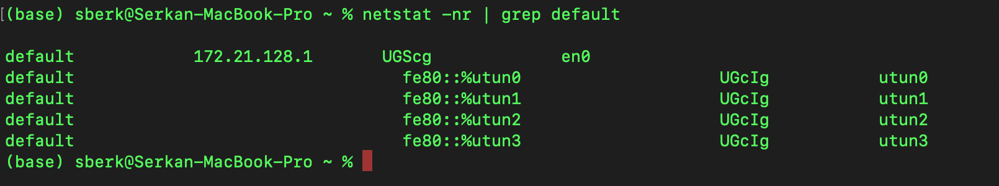 [(base) sberk@Serkan-MacBook-Pro ~ % netstat -nr | grep default
default 172.21.128.1 UGScg en0
default fe80::%utun0 UGcIg utun0
default fe80::%utun1 UGcIg utun1
default fe80::%utun2 UGcIg utun2
default fe80::%utun3 UGcIg utun3
(base) sberk@Serkan-MacBook-Pro ~ %